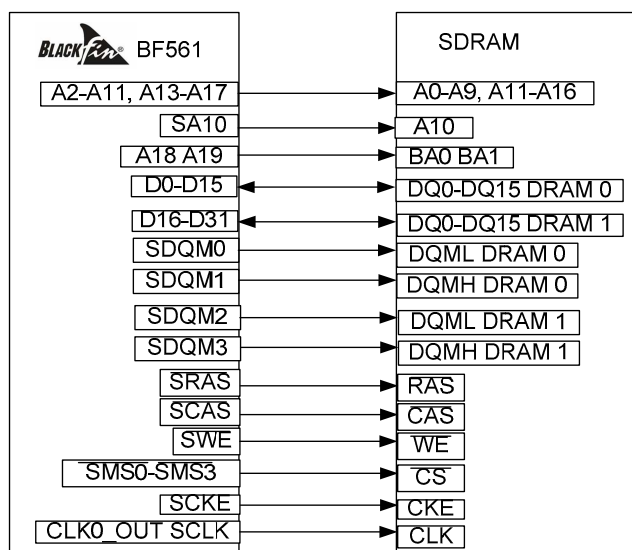 BLACKfin® BF561
SDRAM
A2-A11, A13-A17
A0-A9, A11-A16
SA10
A10
A18 A19
BA0 BA1
D0-D15
DQ0-DQ15 DRAM 0
D16-D31
DQ0-DQ15 DRAM 1
SDQM0
DQML DRAM 0
SDQM1
DQMH DRAM 0
SDQM2
DQML DRAM 1
SDQM3
DQMH DRAM 1
SRAS
RAS
SCAS
CAS
SWE
WE
SMS0-SMS3
CS
SCKE
CKE
CLK0_OUT SCLK
CLK